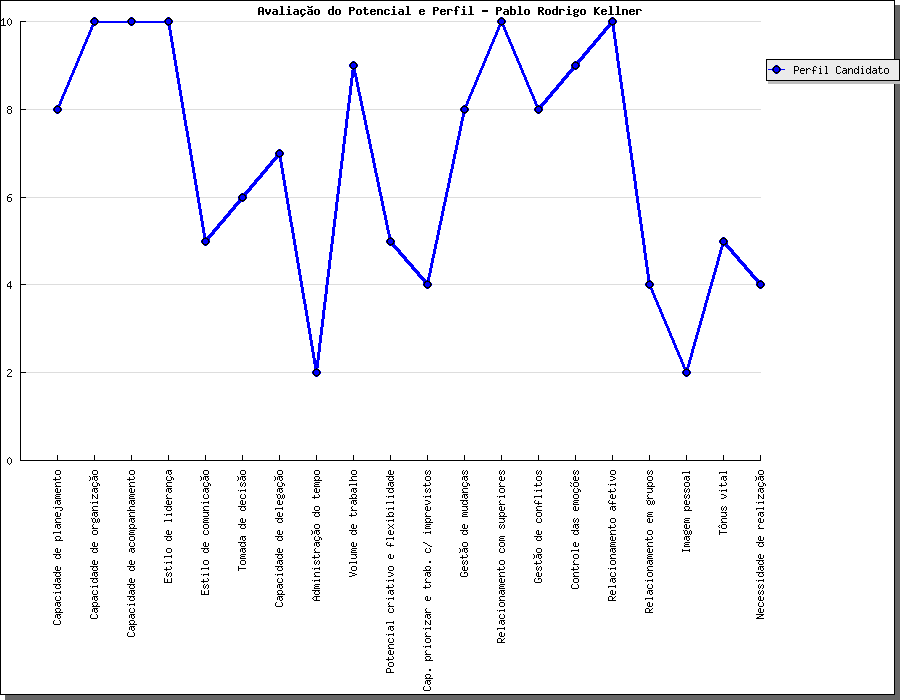 Avaliação do Potencial e Perfil - Pablo Rodrigo Kellner
10
8
6
4
2
0
Perfil Candidato
Capacidade de planejamento
Capacidade de organização
Capacidade de acompanhamento
Estilo de liderança
Estilo de comunicação
Tomada de decisão
Capacidade de delegação
Administração do tempo
Volume de trabalho
Potencial criativo e flexibilidade
Cap. priorizar e trab. c/ imprevistos
Gestão de mudanças
Relacionamento com superiores
Gestão de conflitos
Controle das emoções
Relacionamento afetivo
Relacionamento em grupos
Imagem pessoal
Tônus vital
Necessidade de realização